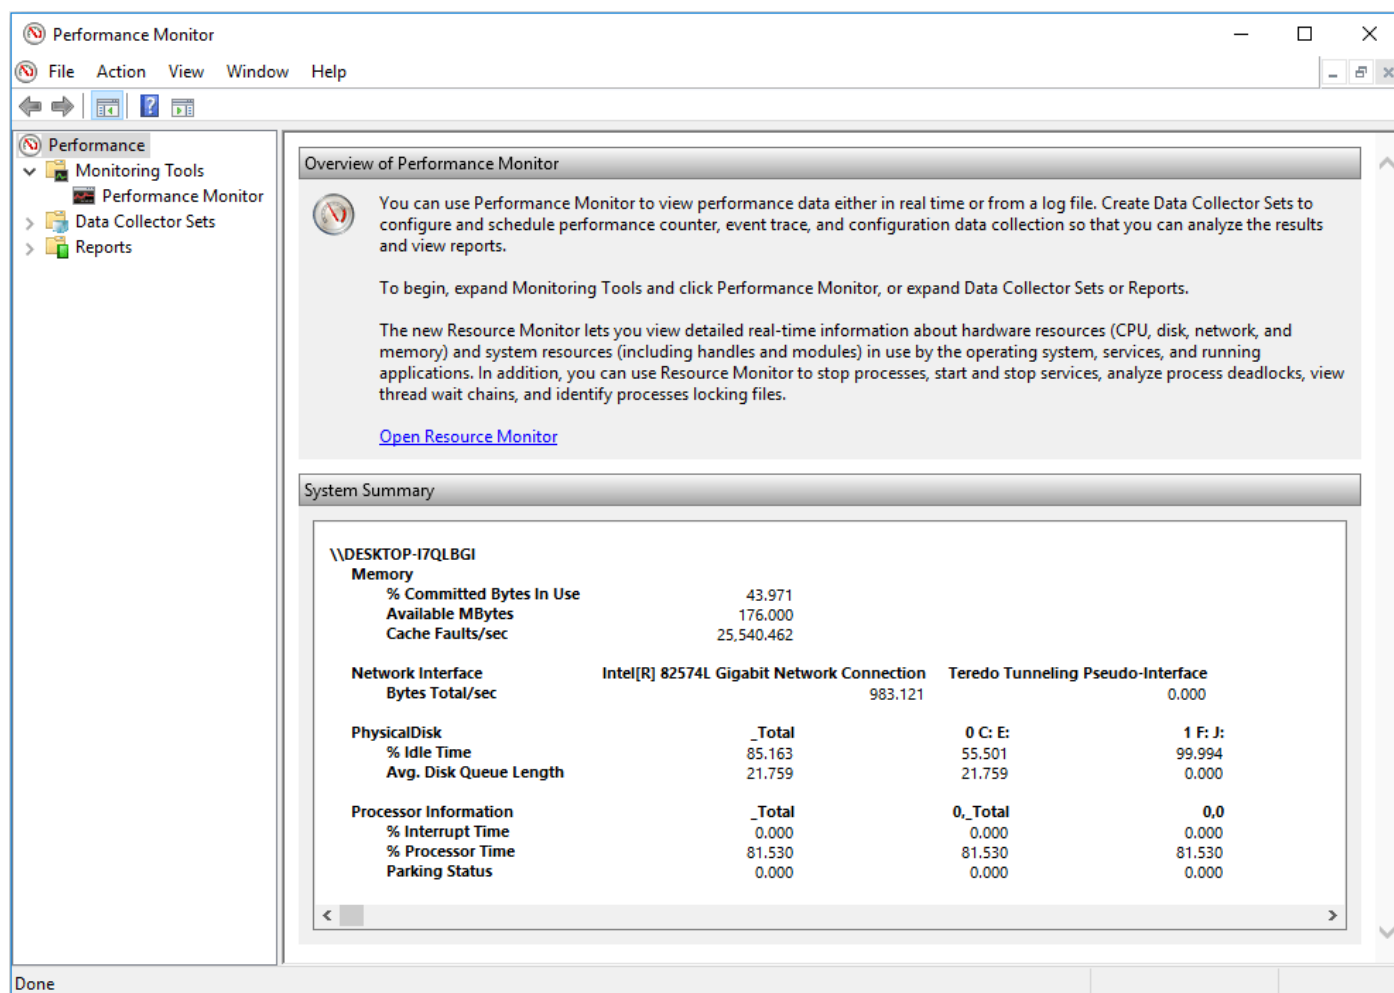 Performance Monitor
File Action View Window Help
Performance
Monitoring Tools
Performance Monitor
Data Collector Sets
Reports
Overview of Performance Monitor
You can use Performance Monitor to view performance data either in real time or from a log file. Create Data Collector Sets to
configure and schedule performance counter, event trace, and configuration data collection so that you can analyze the results
and view reports.
To begin, expand Monitoring Tools and click Performance Monitor, or expand Data Collector Sets or Reports.
The new Resource Monitor lets you view detailed real-time information about hardware resources (CPU, disk, network, and
memory) and system resources (including handles and modules) in use by the operating system, services, and running
applications. In addition, you can use Resource Monitor to stop processes, start and stop services, analyze process deadlocks, view
thread wait chains, and identify processes locking files.
Open Resource Monitor
System Summary
\\DESKTOP-I7QLBGI
Memory
% Committed Bytes In Use 43.971
Available MBytes 176.000
Cache Faults/sec 25,540.462
Network Interface Intel[R] 82574L Gigabit Network Connection Teredo Tunneling Pseudo-Interface
Bytes Total/sec 983.121 0.000
PhysicalDisk _Total 0 C: E: 1 F: J:
% Idle Time 85.163 55.501 99.994
Avg. Disk Queue Length 21.759 21.759 0.000
Processor Information _Total 0,_Total 0,0
% Interrupt Time 0.000 0.000 0.000
% Processor Time 81.530 81.530 81.530
Parking Status 0.000 0.000 0.000
Done